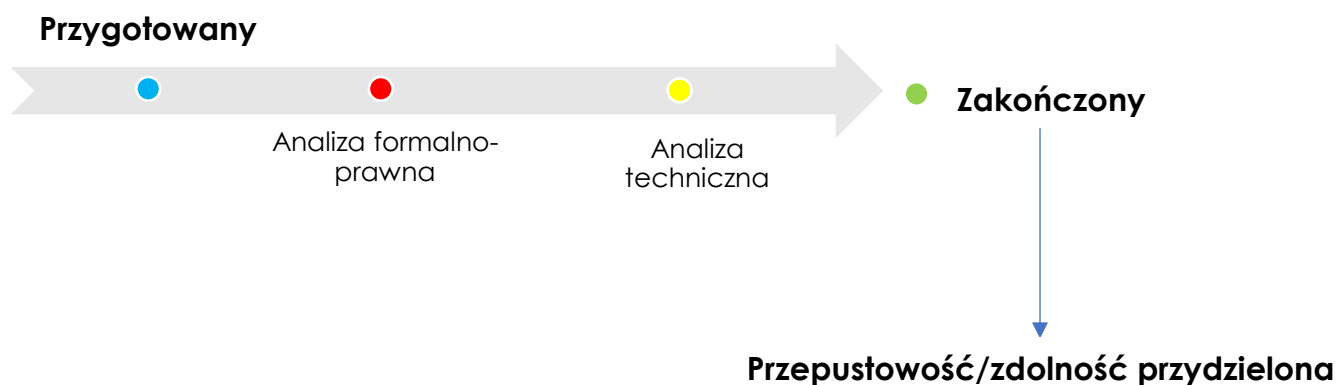 Przygotowany
Zakończony
Analiza formalno-
prawna
Analiza
techniczna
Przepustowość/zdolność przydzielona